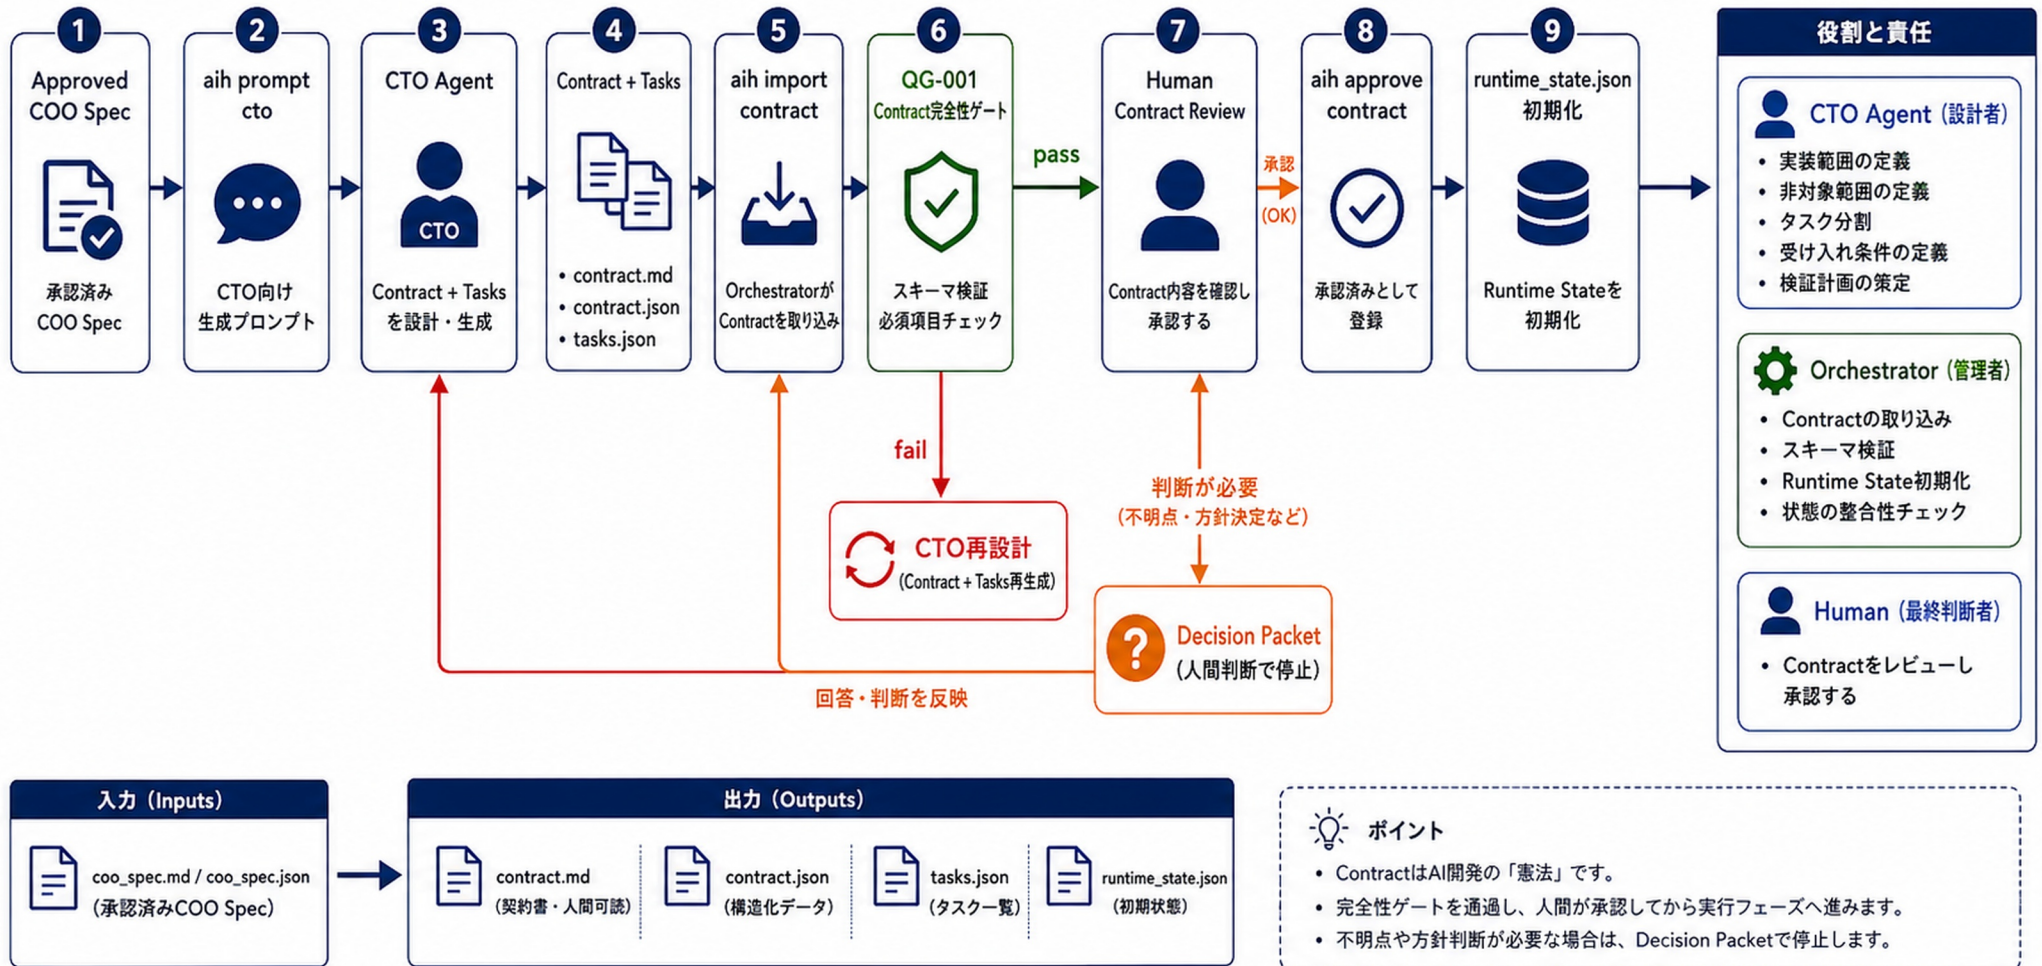 1
Approved
COO Spec
承認済み
COO Spec
2
aih prompt
cto
CTO向け
生成プロンプト
3
CTO Agent
CTO
Contract + Tasks
を設計・生成
4
Contract + Tasks
• contract.md
• contract.json
• tasks.json
5
aih import
contract
Orchestratorが
Contractを取り込み
6
QG-001
Contract完全性ゲート
スキーマ検証
必須項目チェック
pass
7
Human
Contract Review
Contract内容を確認し
承認する
承認
(OK)
8
aih approve
contract
承認済みとして
登録
9
runtime_state.json
初期化
Runtime Stateを
初期化
fail
CTO再設計
(Contract + Tasks再生成)
判断が必要
(不明点・方針決定など)
?
Decision Packet
(人間判断で停止)
回答・判断を反映
役割と責任
CTO Agent (設計者)
• 実装範囲の定義
• 非対象範囲の定義
• タスク分割
• 受け入れ条件の定義
• 検証計画の策定
Orchestrator (管理者)
• Contractの取り込み
• スキーマ検証
• Runtime State初期化
• 状態の整合性チェック
Human (最終判断者)
• Contractをレビューし
承認する
入力 (Inputs)
coo_spec.md / coo_spec.json
(承認済みCOO Spec)
出力 (Outputs)
contract.md
(契約書・人間可読)
contract.json
(構造化データ)
tasks.json
(タスク一覧)
runtime_state.json
(初期状態)
ポイント
• ContractはAI開発の「憲法」です。
• 完全性ゲートを通過し、人間が承認してから実行フェーズへ進みます。
• 不明点や方針判断が必要な場合は、Decision Packetで停止します。